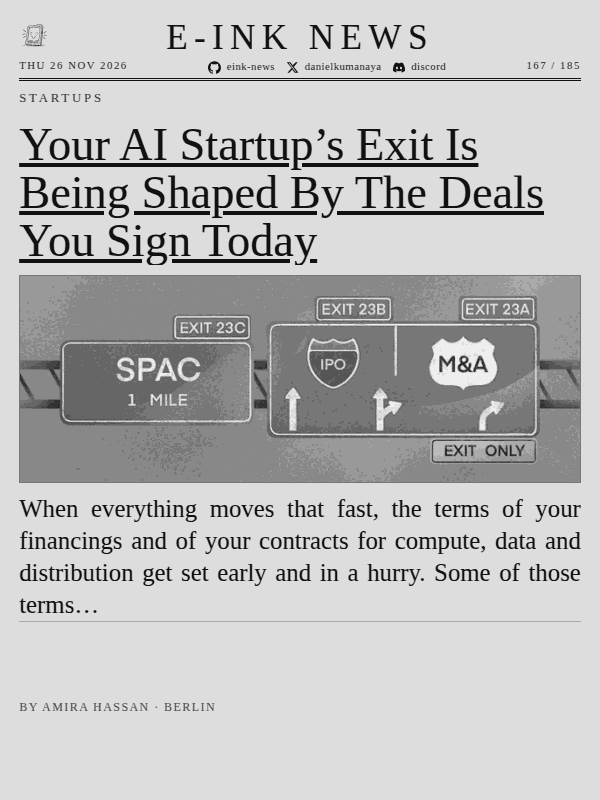 E-INK NEWS
THU 26 NOV 2026
eink-news danielkumanaya discord
167 / 185
STARTUPS
Your AI Startup’s Exit Is
Being Shaped By The Deals
You Sign Today
EXIT 23C
SPAC
1 MILE
EXIT 23B
EXIT 23A
IPO
M&A
EXIT ONLY
When everything moves that fast, the terms of your
financings and of your contracts for compute, data and
distribution get set early and in a hurry. Some of those
terms…
BY AMIRA HASSAN · BERLIN